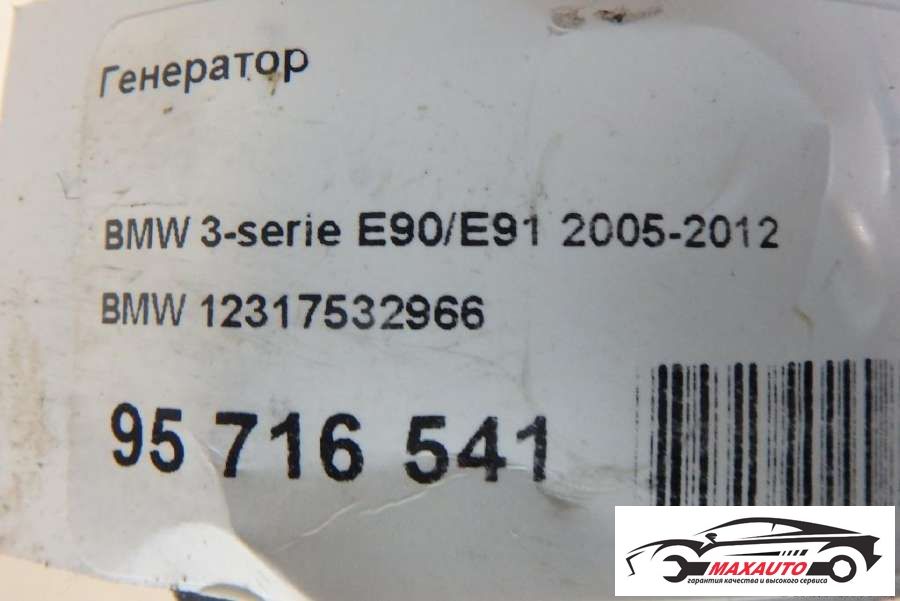 Генератор
BMW 3-serie E90/E91 2005-2012
BMW 12317532966
95 716 541
MAXAUTO
гарантия качества и высокого сервиса